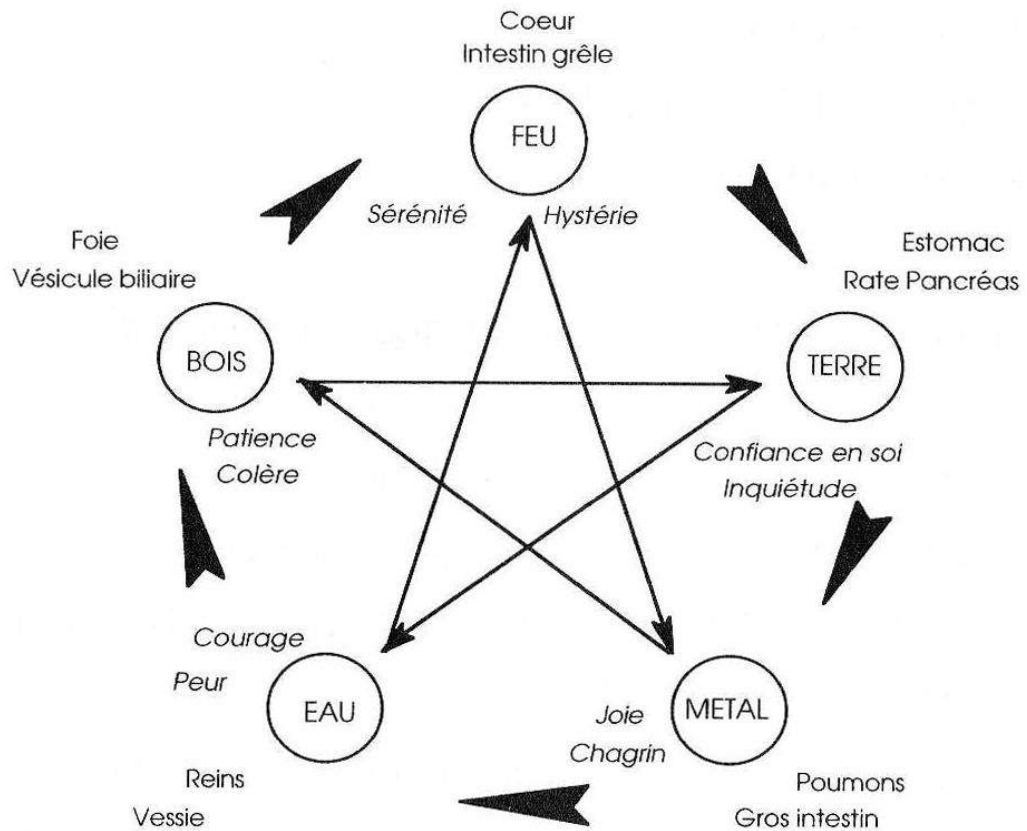 Coeur
Intestin grêle
FEU
Sérénité
Hystérie
Foie
Vésicule biliaire
Estomac
Rate Pancréas
BOIS
TERRE
Patience
Colère
Confiance en soi
Inquiétude
Courage
Peur
EAU
Joie
Chagrin
METAL
Reins
Vessie
Poumons
Gros intestin